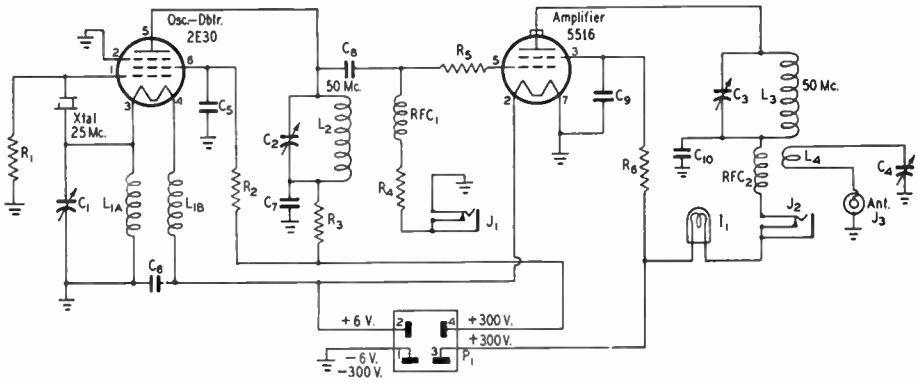 Osc.-Dblr.
2E30
Amplifier
5516
5
2
1
6
3
4
Xtal
25 Mc.
R1
C1
L1A
L1B
C5
R2
C6
C8
50 Mc.
C2
L2
C7
R3
RFC1
R4
J1
R5
5
3
2
7
C9
R6
C3
L3
50 Mc.
C10
RFC2
L4
C4
Ant.
J3
J2
I1
+6 V.
2
4
+300 V.
1
3
+300 V.
P1
-6 V.
-300 V.